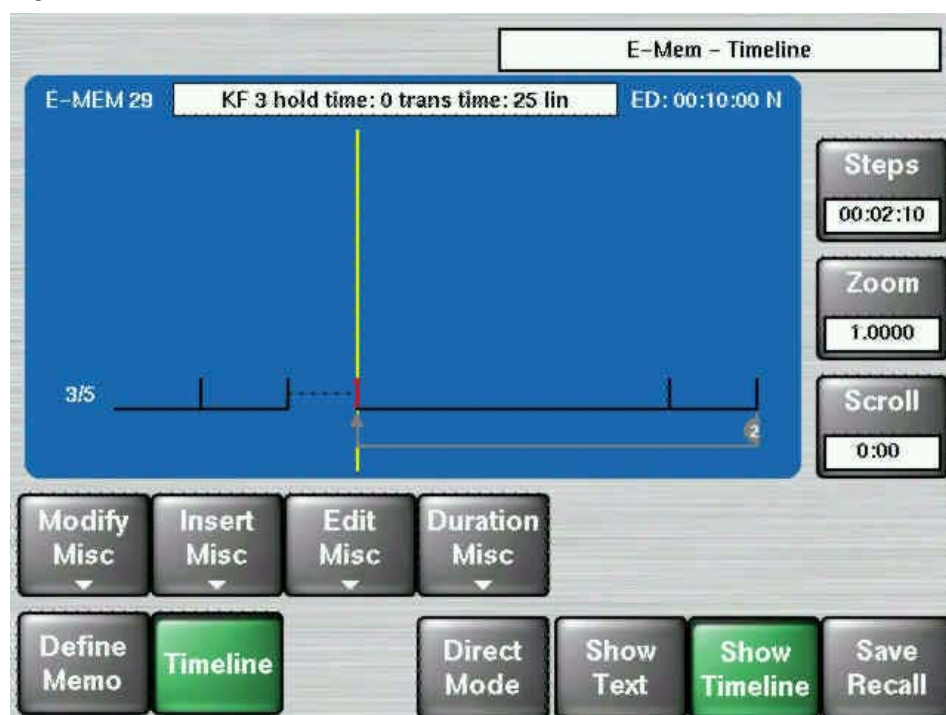 E-Mem – Timeline
E-MEM 29
KF 3 hold time: 0 trans time: 25 lin
ED: 00:10:00 N
Steps
00:02:10
Zoom
1.0000
3/5
Scroll
2
0:00
Modify
Misc
Insert
Misc
Edit
Misc
Duration
Misc
Define
Memo
Timeline
Direct
Mode
Show
Text
Show
Timeline
Save
Recall